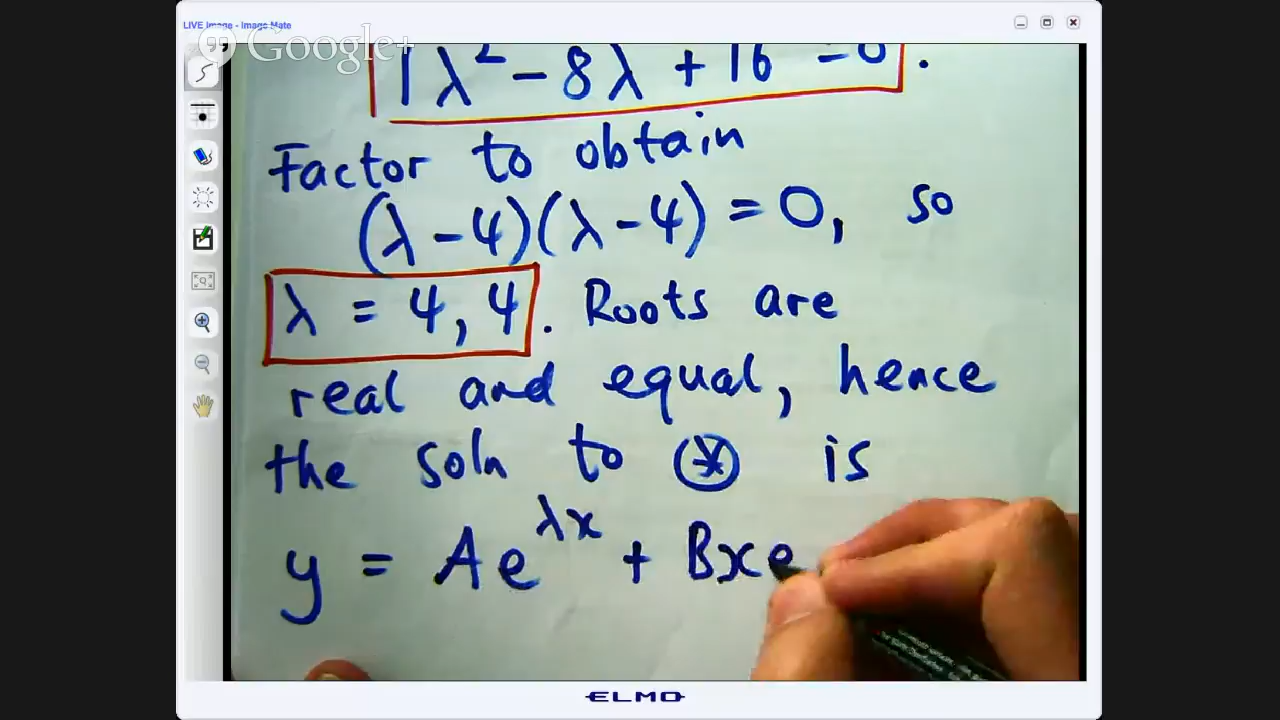 LIVE Image - Image Mate
Google+
1λ² - 8λ + 16 = 0.
Factor to obtain
(λ - 4)(λ - 4) = 0, so
λ = 4, 4. Roots are
real and equal, hence
the soln to ⊛ is
y = Ae^{λx} + Bxe
ELMO